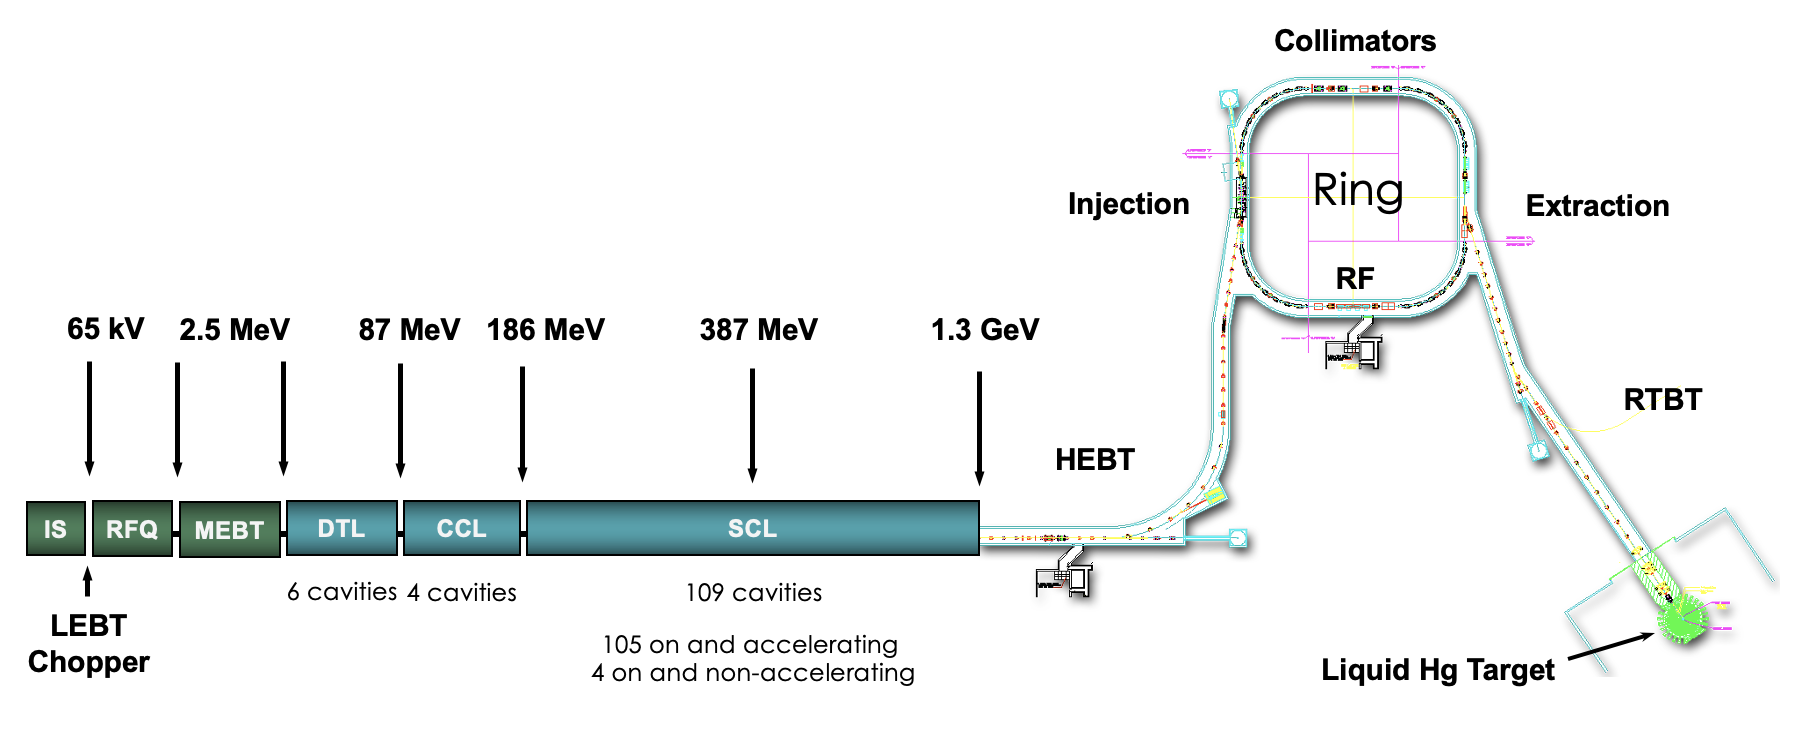 Collimators
Ring
Injection
Extraction
RF
65 kV
2.5 MeV
87 MeV
186 MeV
387 MeV
1.3 GeV
RTBT
HEBT
IS
RFQ
MEBT
DTL
CCL
SCL
6 cavities
4 cavities
109 cavities
LEBT
Chopper
105 on and accelerating
4 on and non-accelerating
Liquid Hg Target